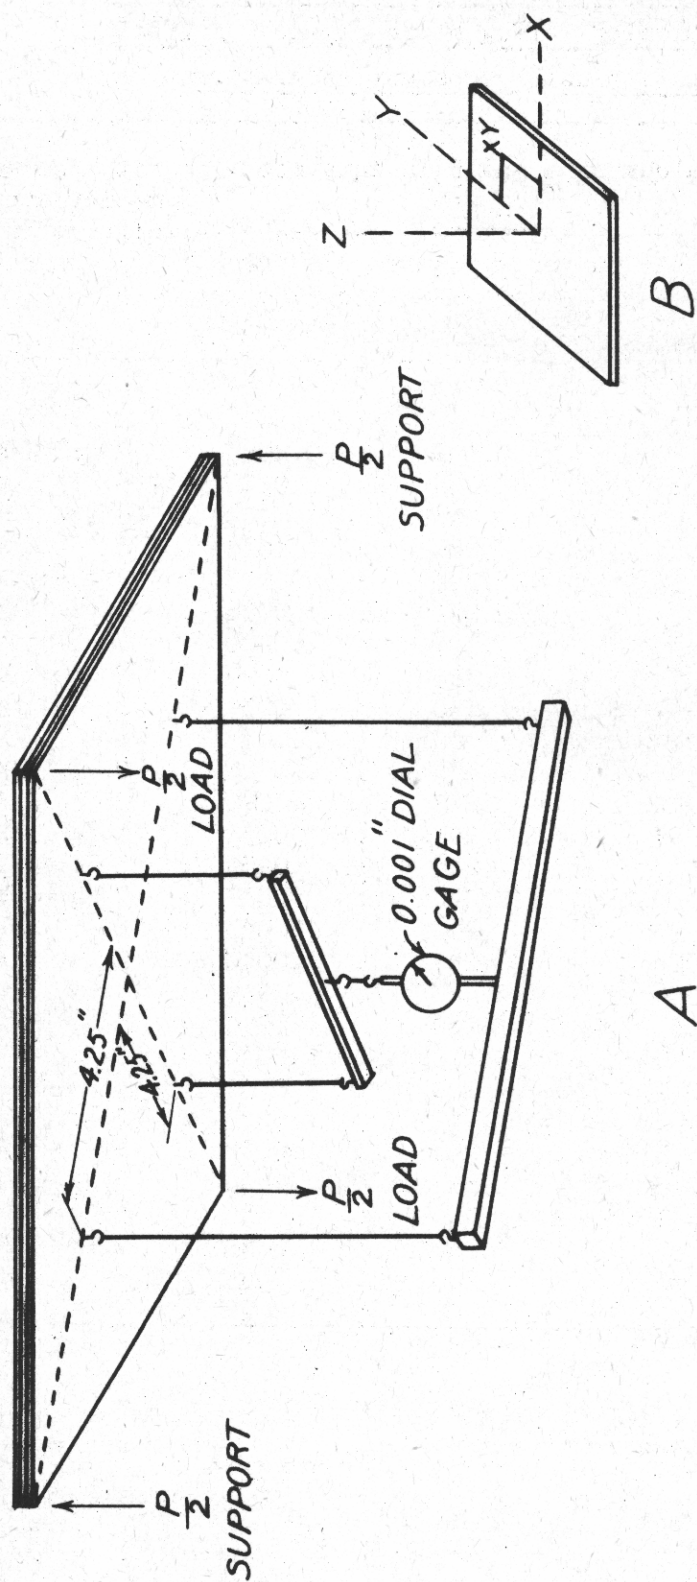 4.25"
4.25"
P/2
LOAD
P/2
SUPPORT
P/2
LOAD
P/2
SUPPORT
0.001" DIAL
GAGE
A
Z
Y
X
XY
B